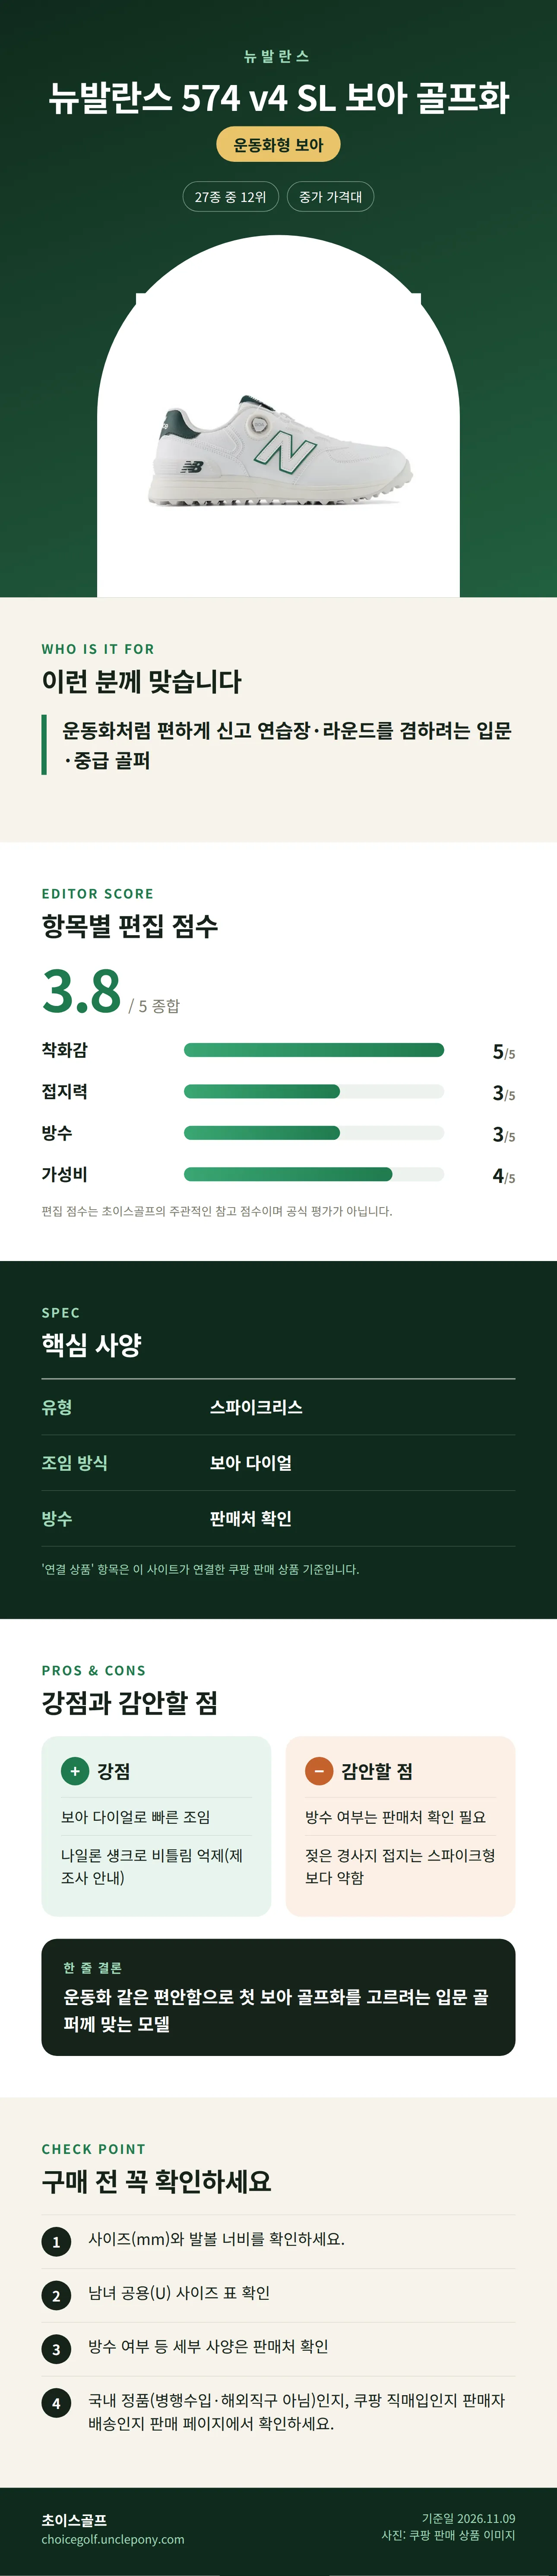 뉴발란스
뉴발란스 574 v4 SL 보아 골프화
운동화형 보아
27종 중 12위
중가 가격대
WHO IS IT FOR
이런 분께 맞습니다
운동화처럼 편하게 신고 연습장·라운드를 겸하려는 입문
·중급 골퍼
EDITOR SCORE
항목별 편집 점수
3.8 / 5 종합
착화감 5/5
접지력 3/5
방수 3/5
가성비 4/5
편집 점수는 초이스골프의 주관적인 참고 점수이며 공식 평가가 아닙니다.
SPEC
핵심 사양
유형 스파이크리스
조임 방식 보아 다이얼
방수 판매처 확인
'연결 상품' 항목은 이 사이트가 연결한 쿠팡 판매 상품 기준입니다.
PROS & CONS
강점과 감안할 점
+ 강점
보아 다이얼로 빠른 조임
나일론 섕크로 비틀림 억제(제
조사 안내)
− 감안할 점
방수 여부는 판매처 확인 필요
젖은 경사지 접지는 스파이크형
보다 약함
한 줄 결론
운동화 같은 편안함으로 첫 보아 골프화를 고르려는 입문 골
퍼께 맞는 모델
CHECK POINT
구매 전 꼭 확인하세요
1 사이즈(mm)와 발볼 너비를 확인하세요.
2 남녀 공용(U) 사이즈 표 확인
3 방수 여부 등 세부 사양은 판매처 확인
4 국내 정품(병행수입·해외직구 아님)인지, 쿠팡 직매입인지 판매자
배송인지 판매 페이지에서 확인하세요.
초이스골프
choicegolf.unclepony.com
기준일 2026.11.09
사진: 쿠팡 판매 상품 이미지